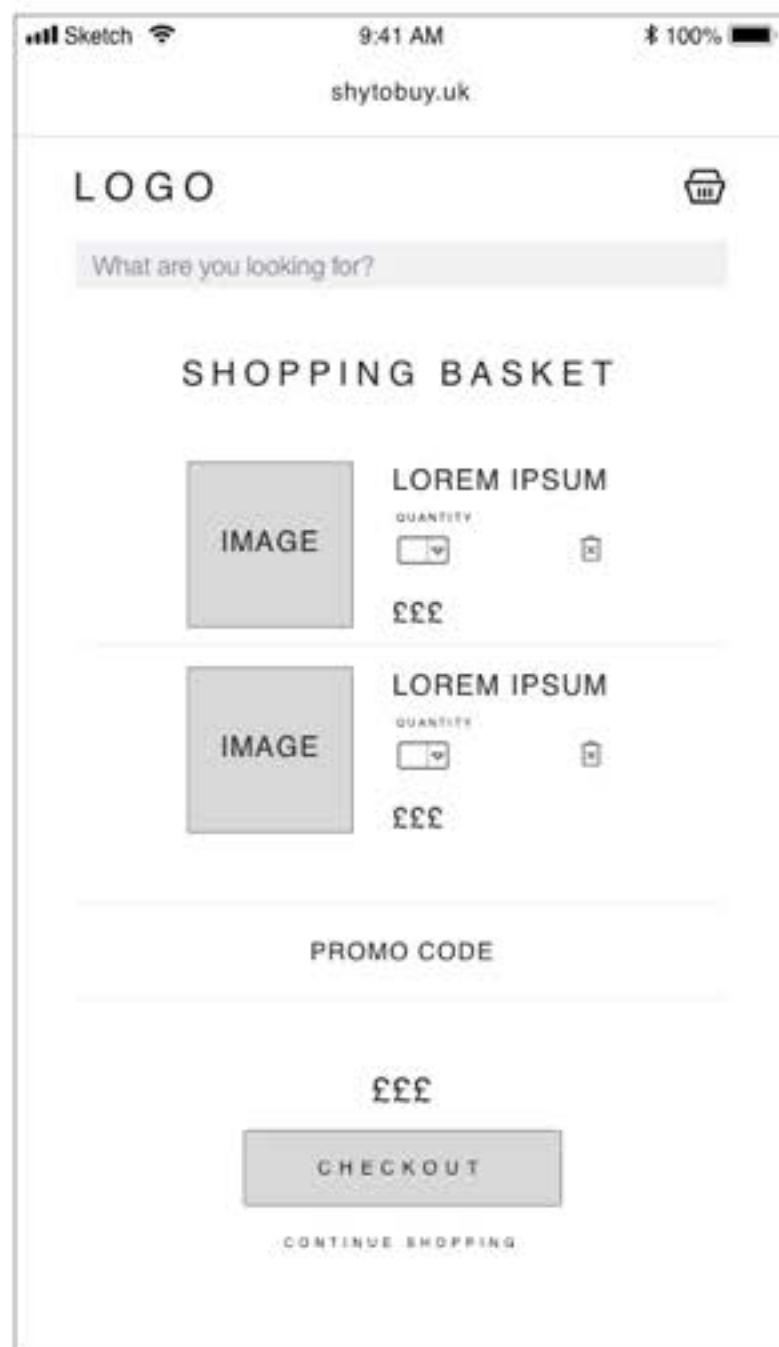 Sketch 9:41 AM 100%
shytobuy.uk
LOGO
What are you looking for?
SHOPPING BASKET
LOREM IPSUM
QUANTITY
IMAGE
£££
LOREM IPSUM
QUANTITY
IMAGE
£££
PROMO CODE
£££
CHECKOUT
CONTINUE SHOPPING